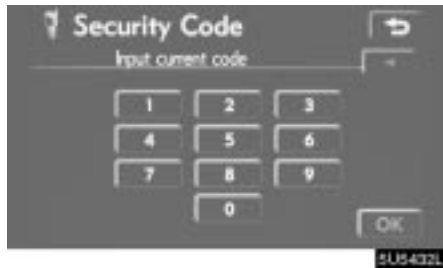 Security Code
Input current code
1 2 3
4 5 6
7 8 9
0
OK
5U5432L